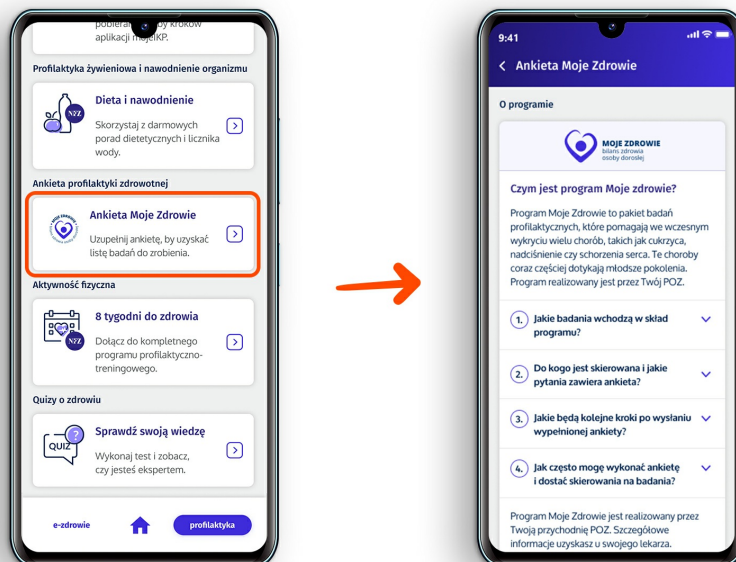 pobieraj
by kroków
aplikacji mojeIKP.
Profilaktyka żywieniowa i nawodnienie organizmu
NFZ
Dieta i nawodnienie
Skorzystaj z darmowych
porad dietetycznych i licznika
wody.
Ankieta profilaktyki zdrowotnej
Ankieta Moje Zdrowie
Uzupełnij ankietę, by uzyskać
listę badań do zrobienia.
Aktywność fizyczna
NFZ
8 tygodni do zdrowia
Dołącz do kompletnego
programu profilaktyczno-
treningowego.
Quizy o zdrowiu
QUIZ
?
Sprawdź swoją wiedzę
Wykonaj test i zobacz,
czy jesteś ekspertem.
e-zdrowie
profilaktyka
9:41
Ankieta Moje Zdrowie
O programie
MOJE ZDROWIE
bilans zdrowia
osoby dorosłej
Czym jest program Moje zdrowie?
Program Moje Zdrowie to pakiet badań
profilaktycznych, które pomagają we wczesnym
wykryciu wielu chorób, takich jak cukrzyca,
nadciśnienie czy schorzenia serca. Te choroby
coraz częściej dotykają młodsze pokolenia.
Program realizowany jest przez Twój POZ.
1. Jakie badania wchodzą w skład
programu?
2. Do kogo jest skierowana i jakie
pytania zawiera ankieta?
3. Jakie będą kolejne kroki po wysłaniu
wypełnionej ankiety?
4. Jak często mogę wykonać ankietę
i dostać skierowania na badania?
Program Moje Zdrowie jest realizowany przez
Twoją przychodnię POZ. Szczegółowe
informacje uzyskasz u swojego lekarza.